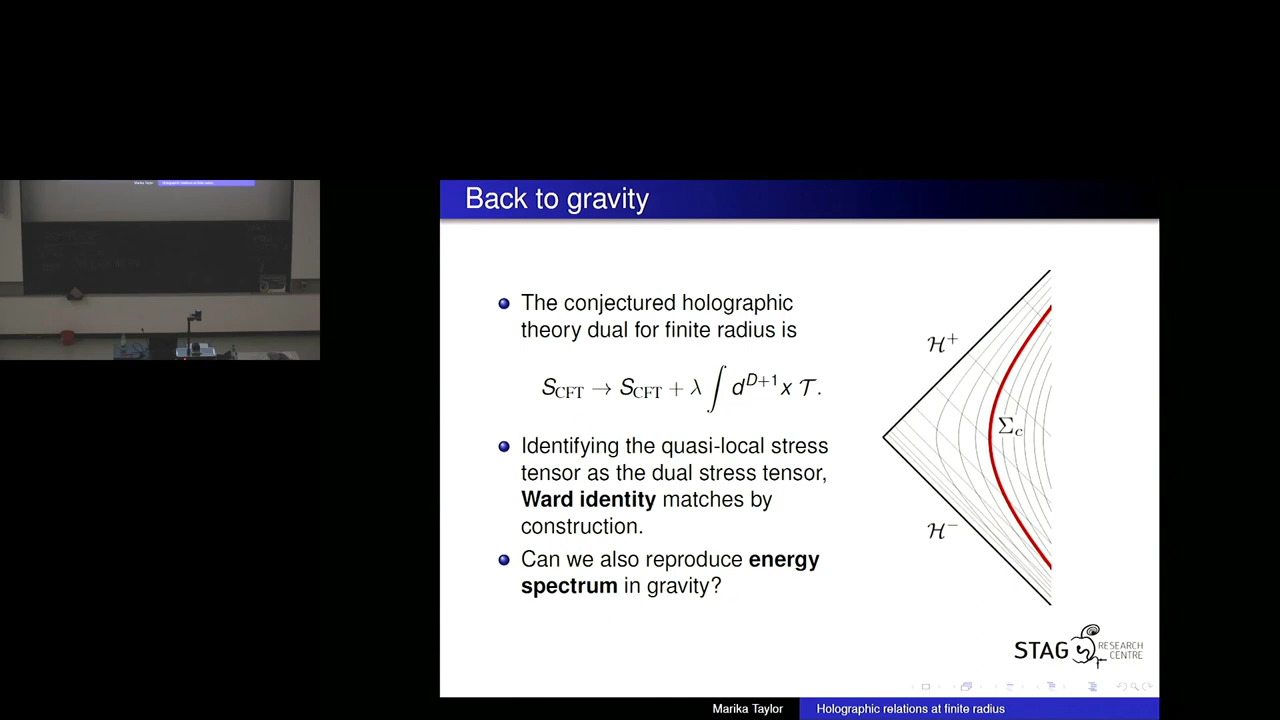 Back to gravity
The conjectured holographic
theory dual for finite radius is
S_CFT → S_CFT + λ ∫ d^{D+1}x 𝒯.
Identifying the quasi-local stress
tensor as the dual stress tensor,
Ward identity matches by
construction.
Can we also reproduce energy
spectrum in gravity?
ℋ⁺
Σ_c
ℋ⁻
STAG RESEARCH
CENTRE
Marika Taylor
Holographic relations at finite radius